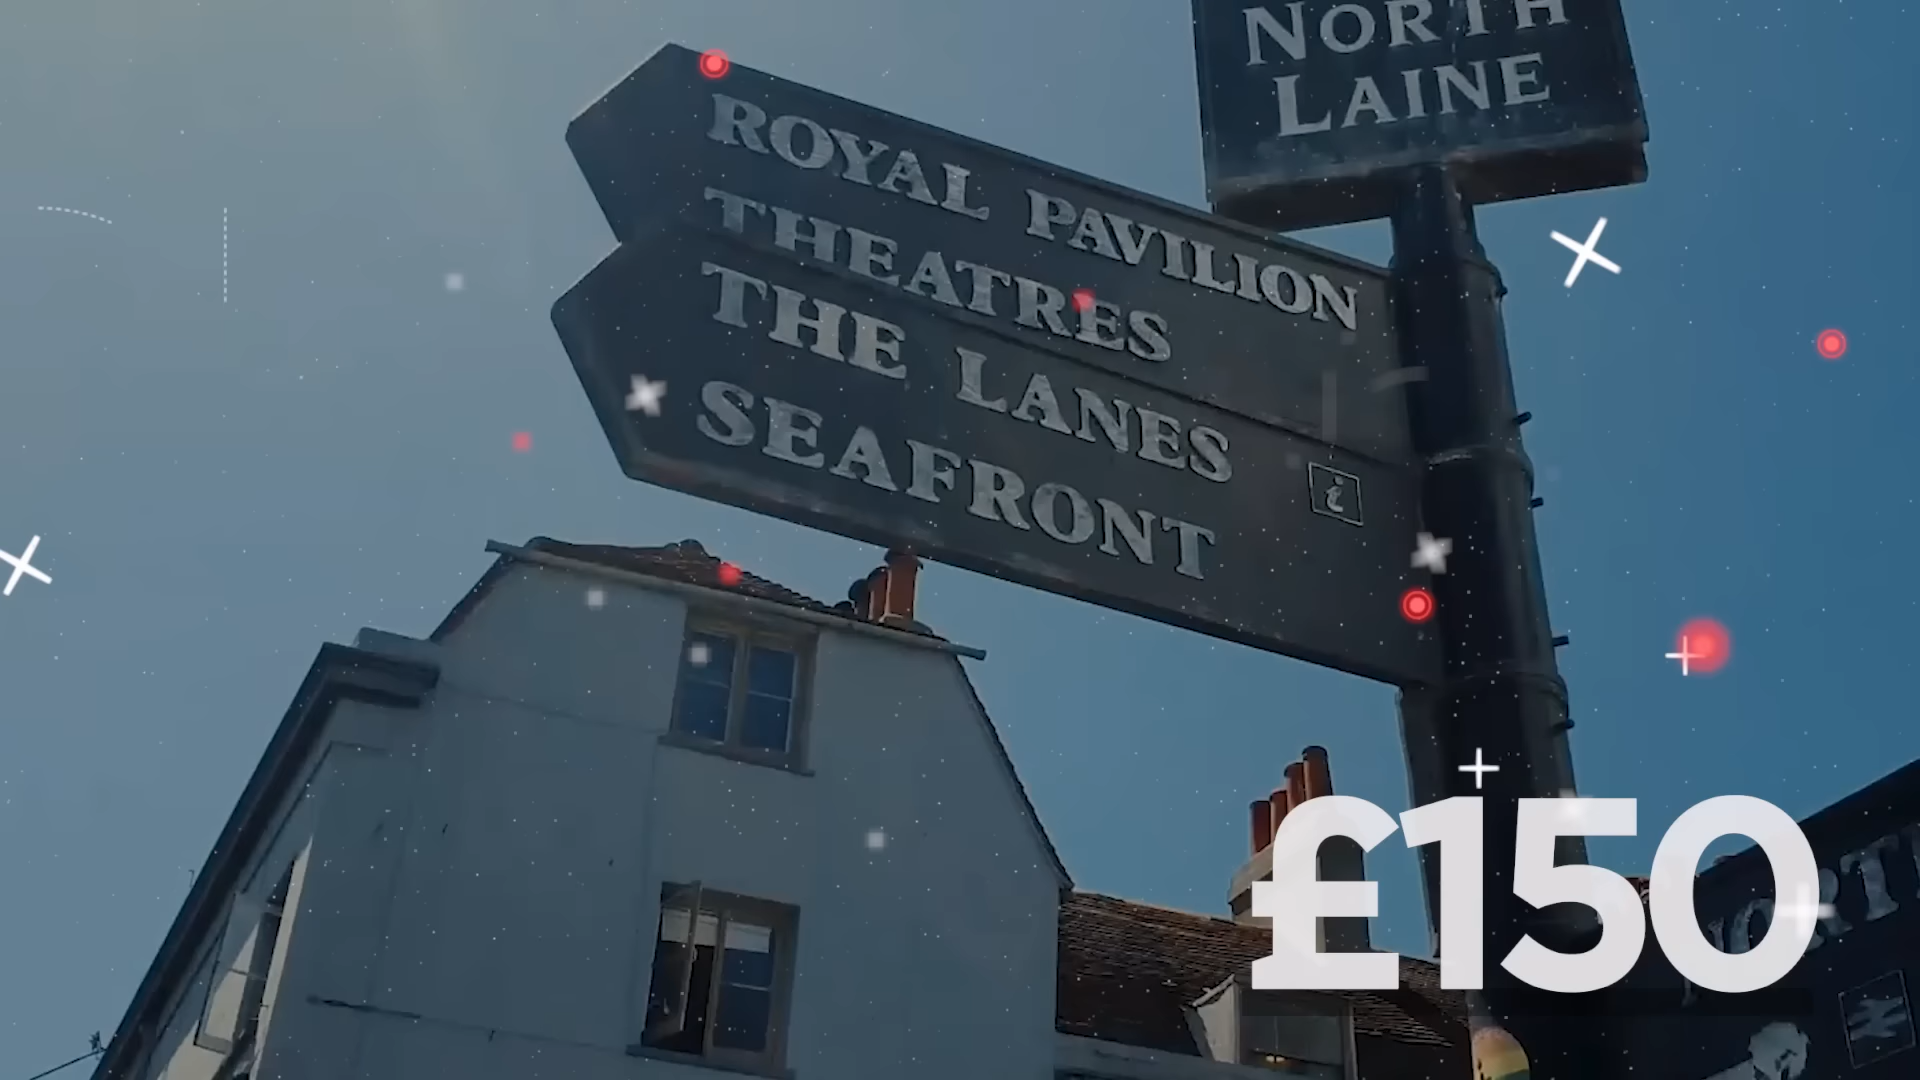 NORTH
LAINE
ROYAL PAVILION
THEATRES
THE LANES
SEAFRONT
i
£150